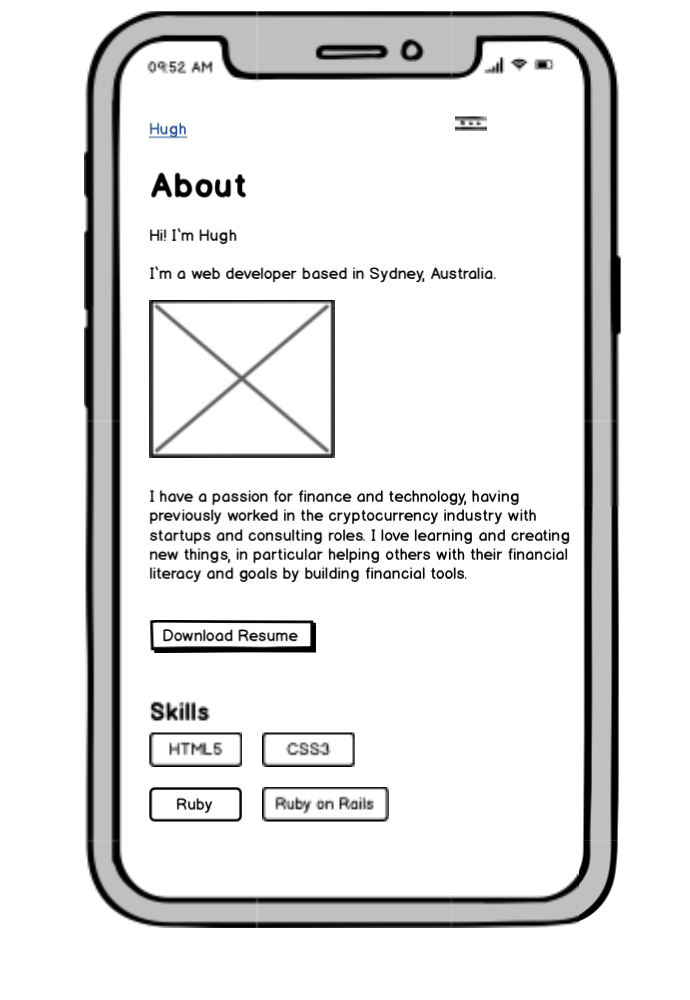 09:52 AM
Hugh
About
Hi! I'm Hugh
I'm a web developer based in Sydney, Australia.
I have a passion for finance and technology, having
previously worked in the cryptocurrency industry with
startups and consulting roles. I love learning and creating
new things, in particular helping others with their financial
literacy and goals by building financial tools.
Download Resume
Skills
HTML5 CSS3
Ruby Ruby on Rails